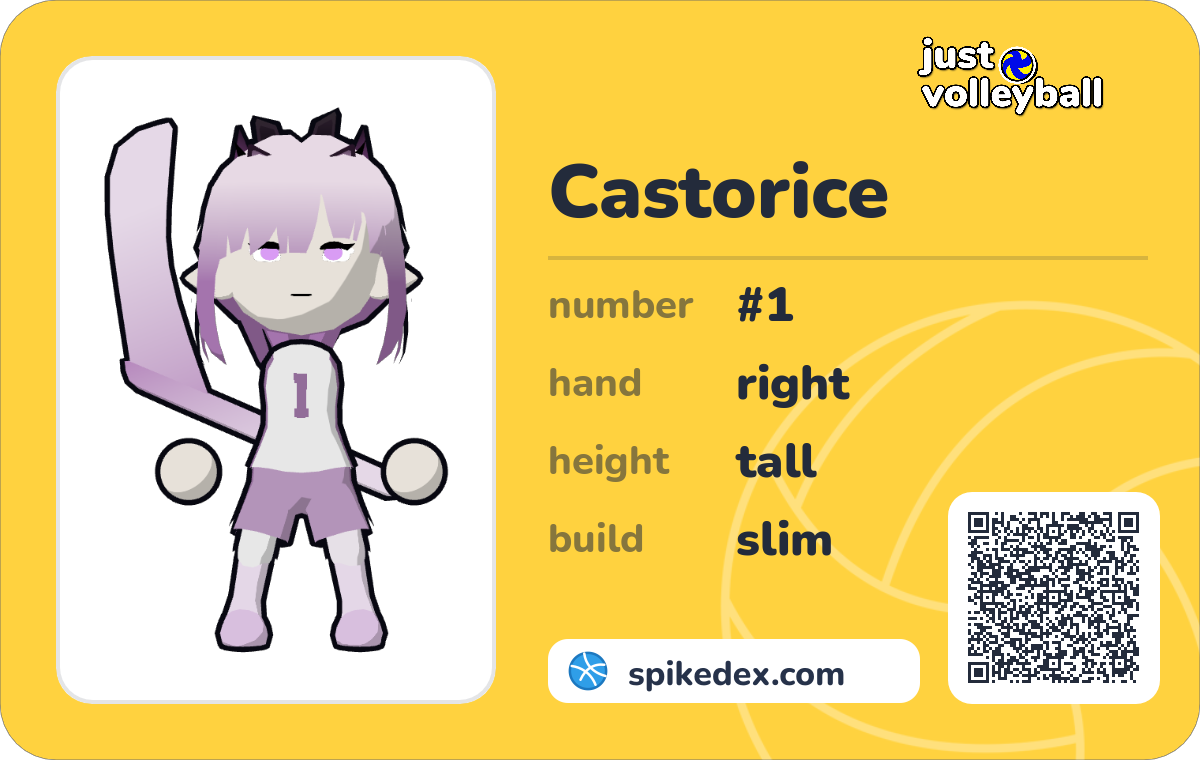 just
volleyball
Castorice
number #1
hand right
height tall
build slim
1
spikedex.com